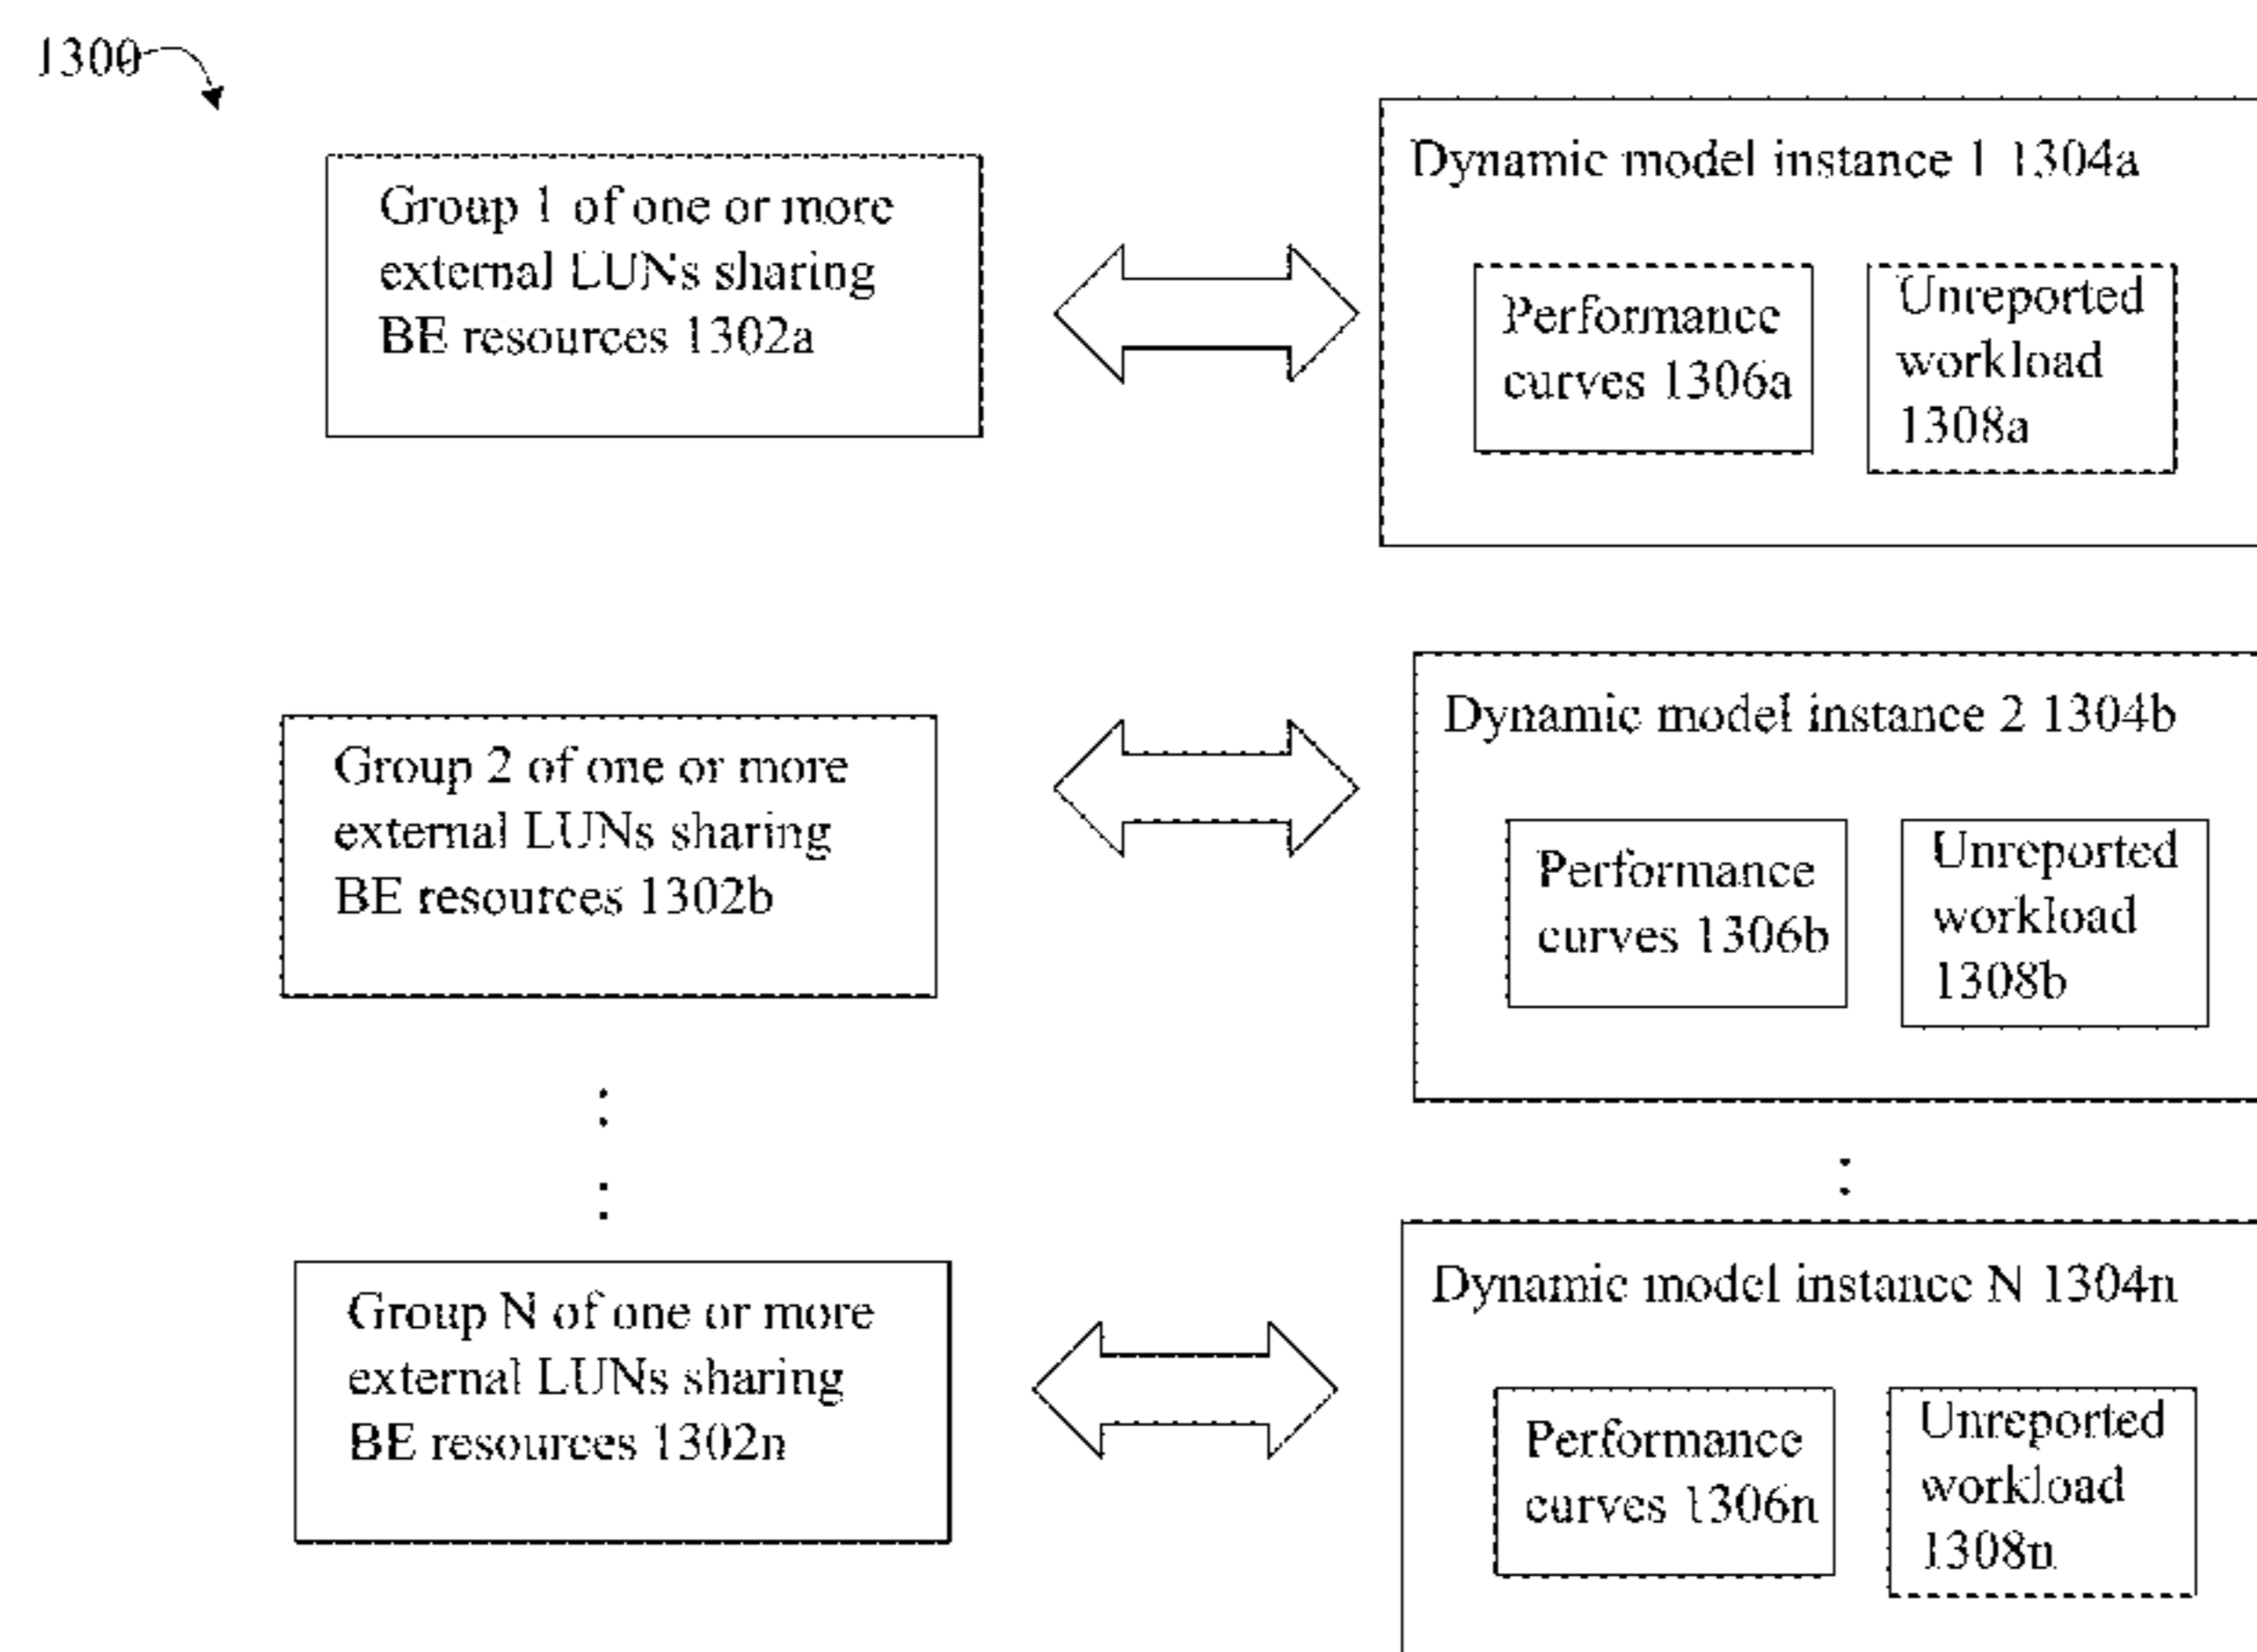 1300
Group 1 of one or more
external LUNs sharing
BE resources 1302a
Dynamic model instance 1 1304a
Performance
curves 1306a
Unreported
workload
1308a
Group 2 of one or more
external LUNs sharing
BE resources 1302b
Dynamic model instance 2 1304b
Performance
curves 1306b
Unreported
workload
1308b
Group N of one or more
external LUNs sharing
BE resources 1302n
Dynamic model instance N 1304n
Performance
curves 1306n
Unreported
workload
1308n